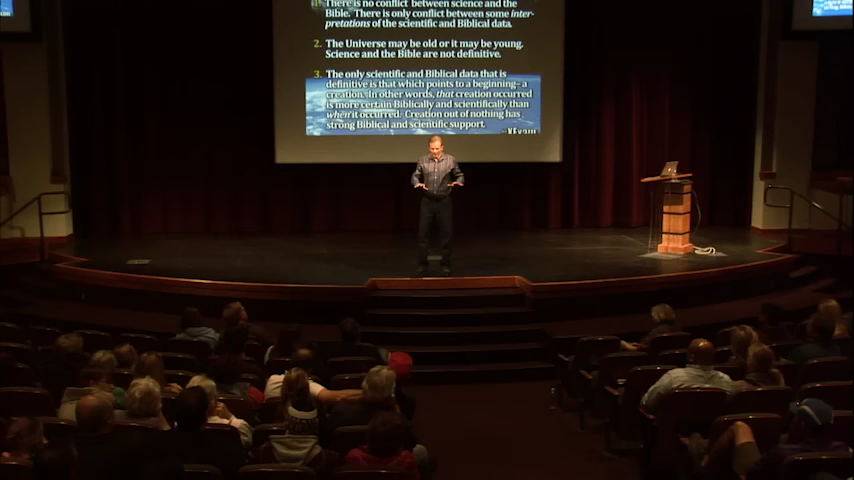 There is no conflict between science and the
Bible. There is only conflict between some inter-
pretations of the scientific and Biblical data.
2. The Universe may be old or it may be young.
Science and the Bible are not definitive.
3. The only scientific and Biblical data that is
definitive is that which points to a beginning–a
creation. In other words, that creation occurred
is more certain Biblically and scientifically than
when it occurred. Creation out of nothing has
strong Biblical and scientific support.